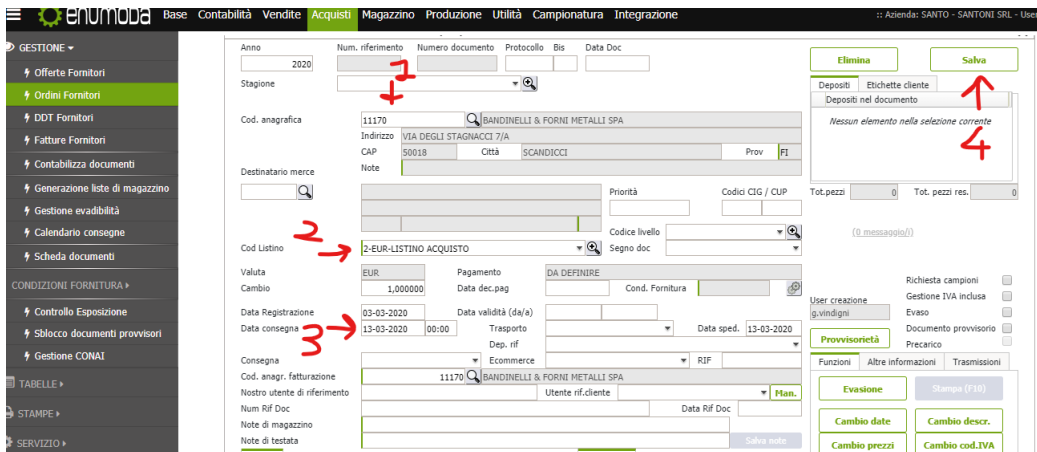 enumoda Base Contabilità Vendite Acquisti Magazzino Produzione Utilità Campionatura Integrazione :: Azienda: SANTO - SANTONI SRL - User
GESTIONE
Offerte Fornitori
Ordini Fornitori
DDT Fornitori
Fatture Fornitori
Contabilizza documenti
Generazione liste di magazzino
Gestione evadibilità
Calendario consegne
Scheda documenti
CONDIZIONI FORNITURA
Controllo Esposizione
Sblocco documenti provvisori
Gestione CONAI
TABELLE
STAMPE
SERVIZIO
Anno Num. riferimento Numero documento Protocollo Bis Data Doc
2020
1
Stagione
Cod. anagrafica 11170 BANDINELLI & FORNI METALLI SPA
Indirizzo VIA DEGLI STAGNACCI 7/A
CAP 50018 Città SCANDICCI Prov FI
Note
Destinatario merce
Priorità Codici CIG / CUP
Codice livello
2
Cod Listino 2-EUR-LISTINO ACQUISTO Segno doc
Valuta EUR Pagamento DA DEFINIRE
Cambio 1,000000 Data dec.pag Cond. Fornitura
Data Registrazione 03-03-2020 Data validità (da/a)
3
Data consegna 13-03-2020 00:00 Trasporto Data sped. 13-03-2020
Dep. rif
Consegna Ecommerce RIF
Cod. anagr. fatturazione 11170 BANDINELLI & FORNI METALLI SPA
Nostro utente di riferimento Utente rif.cliente Man.
Num Rif Doc Data Rif Doc
Note di magazzino
Note di testata Salva note
Elimina Salva
4
Depositi Etichette cliente
Depositi nel documento
Nessun elemento nella selezione corrente
Tot.pezzi 0 Tot. pezzi res. 0
(0 messaggio/i)
Richiesta campioni
User creazione Gestione IVA inclusa
g.vindigni Evaso
Documento provvisorio
Provvisorietà Precarico
Funzioni Altre informazioni Trasmissioni
Evasione Stampa (F10)
Cambio date Cambio descr.
Cambio prezzi Cambio cod.IVA